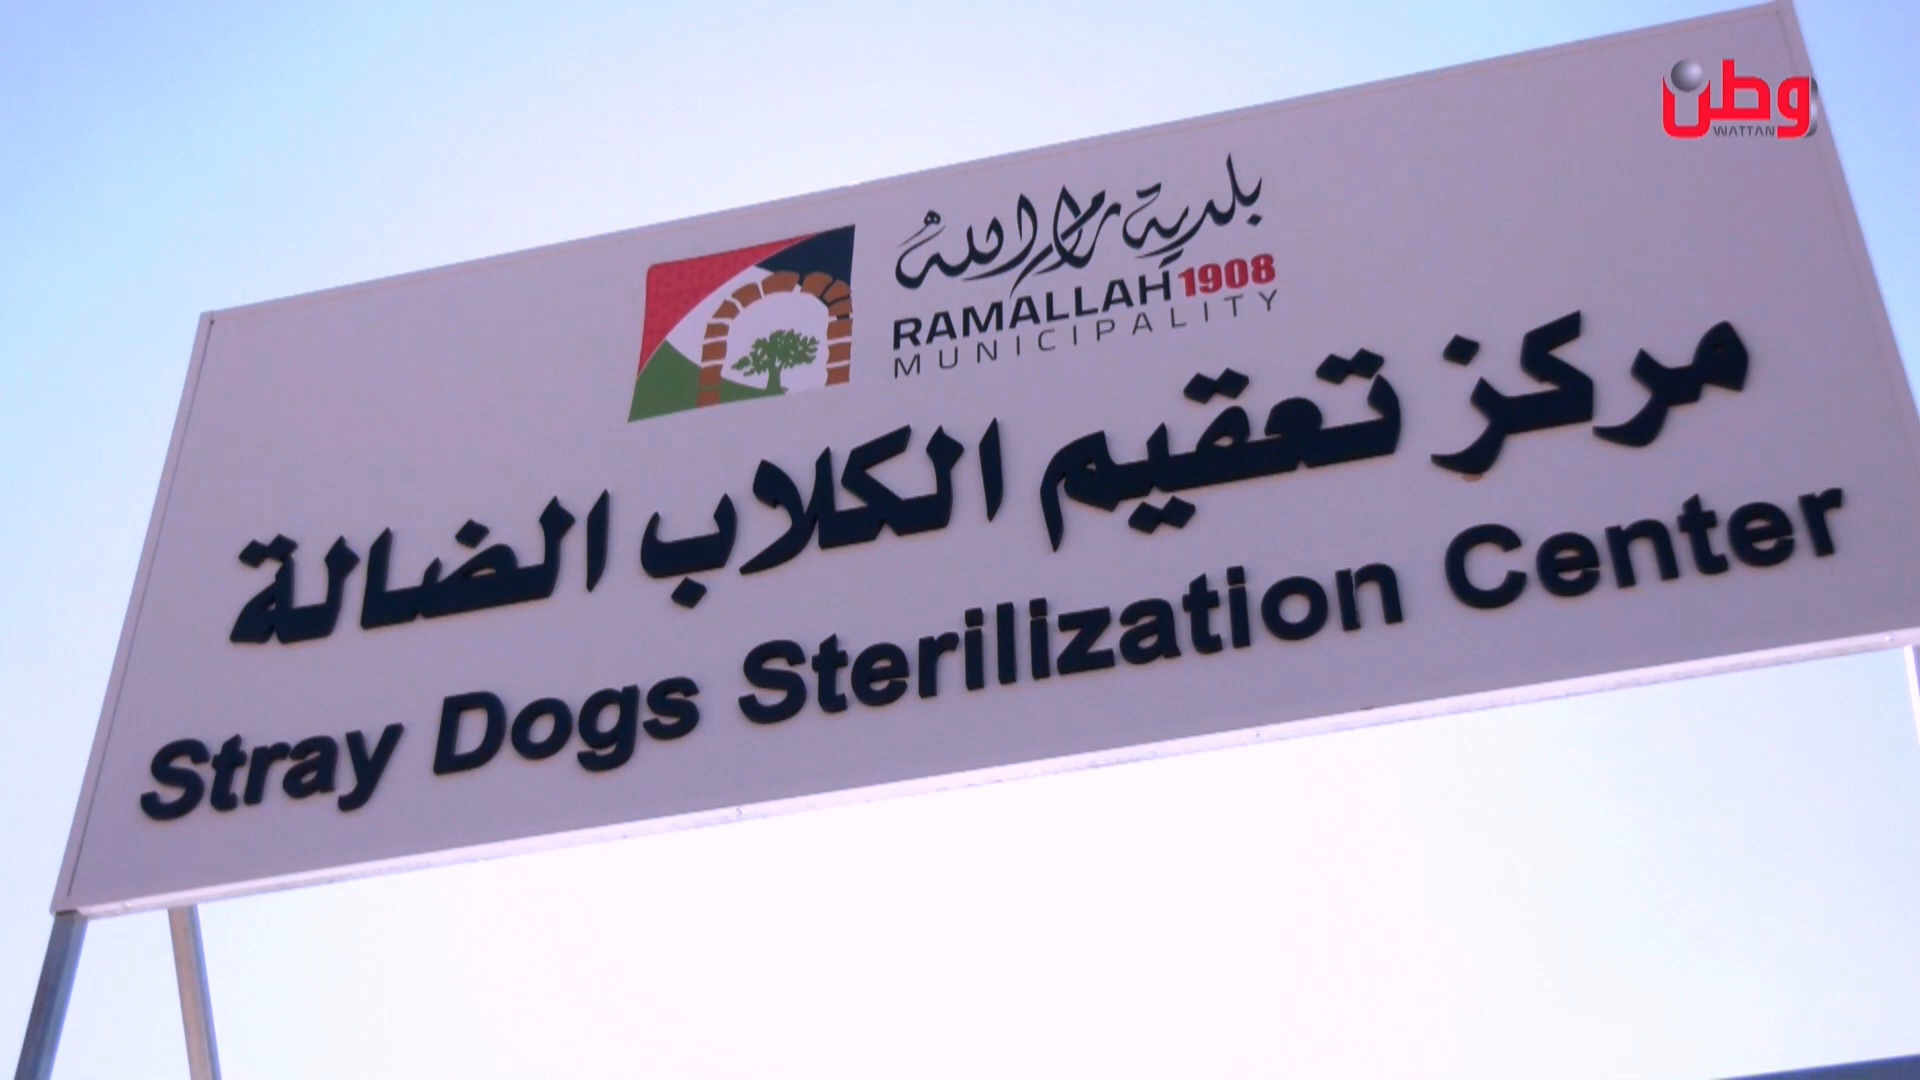 وطن
WATTAN
بلدية رام الله
RAMALLAH 1908
MUNICIPALITY
مركز تعقيم الكلاب الضالة
Stray Dogs Sterilization Center